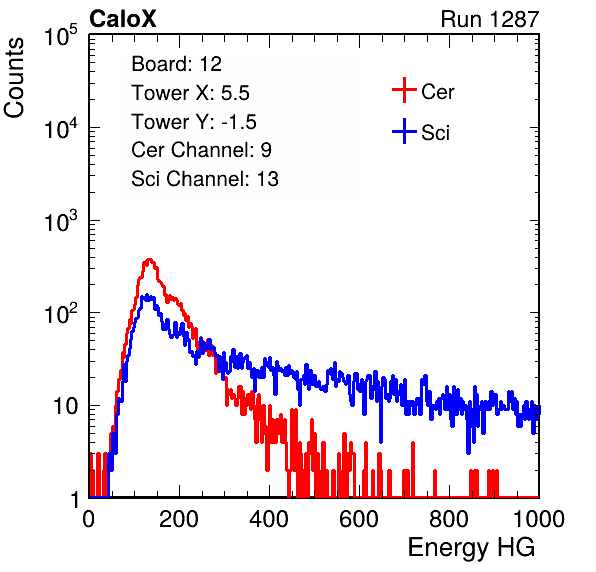 CaloX Run 1287
Counts
10^5
10^4
10^3
10^2
10
1
Board: 12
Tower X: 5.5
Tower Y: -1.5
Cer Channel: 9
Sci Channel: 13
Cer
Sci
0 200 400 600 800 1000
Energy HG